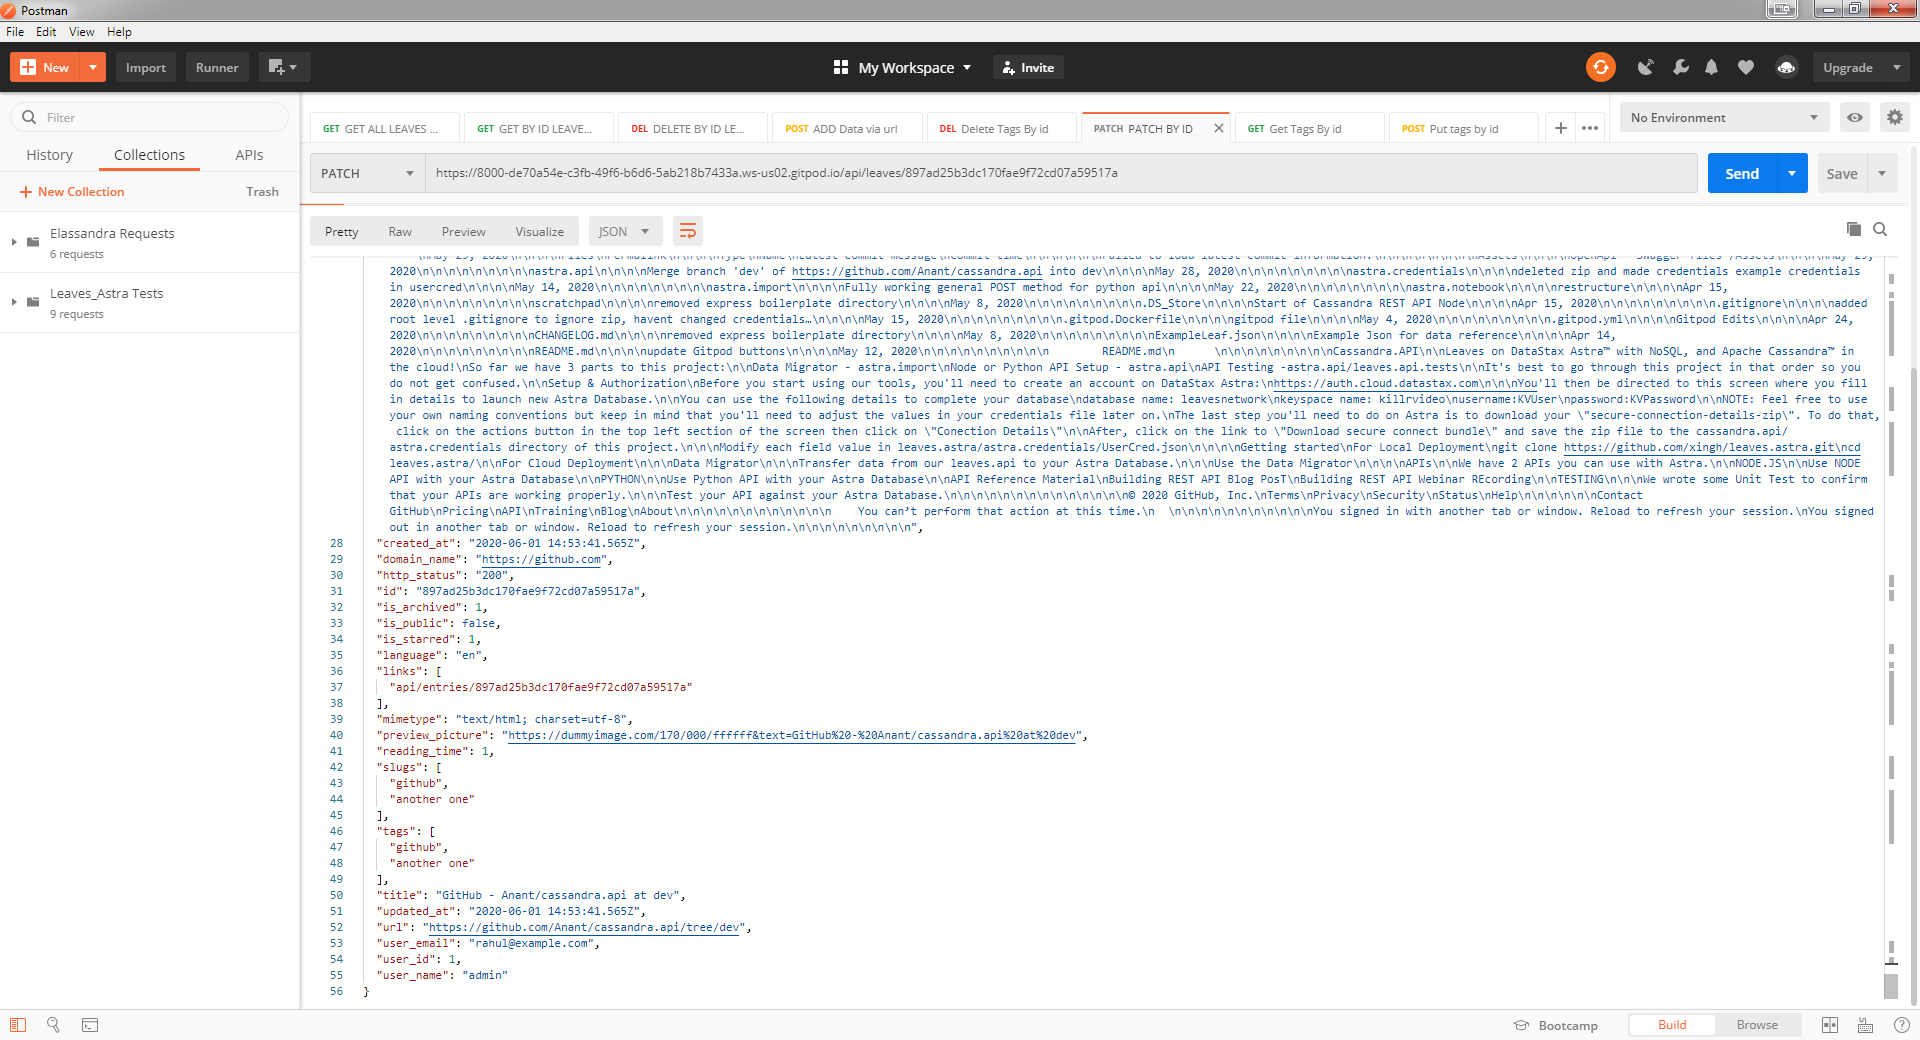 Postman
File Edit View Help
New Import Runner My Workspace Invite Upgrade
Filter
History Collections APIs
New Collection Trash
Elassandra Requests
6 requests
Leaves_Astra Tests
9 requests
GET GET ALL LEAVES ... GET GET BY ID LEAVE... DEL DELETE BY ID LE... POST ADD Data via url DEL Delete Tags By id PATCH PATCH BY ID GET Get Tags By id POST Put tags by id
No Environment
PATCH https://8000-de70a54e-c3fb-49f6-b6d6-5ab218b7433a.ws-us02.gitpod.io/api/leaves/897ad25b3dc170fae9f72cd07a59517a Send Save
Pretty Raw Preview Visualize JSON
2020\n\n\n\n\n\n\n\n\nastra.api\n\n\n\nMerge branch 'dev' of https://github.com/Anant/cassandra.api into dev\n\n\n\nMay 28, 2020\n\n\n\n\n\n\n\n\nastra.credentials\n\n\n\ndeleted zip and made credentials example credentials
in usercred\n\n\n\nMay 14, 2020\n\n\n\n\n\n\n\n\nastra.import\n\n\n\nFully working general POST method for python api\n\n\n\nMay 22, 2020\n\n\n\n\n\n\n\n\nastra.notebook\n\n\n\nrestructure\n\n\n\nApr 15,
2020\n\n\n\n\n\n\n\n\nscratchpad\n\n\n\nremoved express boilerplate directory\n\n\n\nMay 8, 2020\n\n\n\n\n\n\n\n\n.DS_Store\n\n\n\nStart of Cassandra REST API Node\n\n\n\nApr 15, 2020\n\n\n\n\n\n\n\n\n.gitignore\n\n\n\nadded
root level .gitignore to ignore zip, havent changed credentials…\n\n\n\nMay 15, 2020\n\n\n\n\n\n\n\n\n.gitpod.Dockerfile\n\n\n\ngitpod file\n\n\n\nMay 4, 2020\n\n\n\n\n\n\n\n\n.gitpod.yml\n\n\n\nGitpod Edits\n\n\n\nApr 24,
2020\n\n\n\n\n\n\n\n\nCHANGELOG.md\n\n\n\nremoved express boilerplate directory\n\n\n\nMay 8, 2020\n\n\n\n\n\n\n\n\nExampleLeaf.json\n\n\n\nExample Json for data reference\n\n\n\nApr 14,
2020\n\n\n\n\n\n\n\n\nREADME.md\n\n\n\nupdate Gitpod buttons\n\n\n\nMay 12, 2020\n\n\n\n\n\n\n\n\n\n README.md\n \n\n\n\n\n\n\n\nCassandra.API\n\nLeaves on DataStax Astra™ with NoSQL, and Apache Cassandra™ in
the cloud!\nSo far we have 3 parts to this project:\n\nData Migrator - astra.import\nNode or Python API Setup - astra.api\nAPI Testing -astra.api/leaves.api.tests\n\nIt's best to go through this project in that order so you
do not get confused.\n\nSetup & Authorization\nBefore you start using our tools, you'll need to create an account on DataStax Astra:\nhttps://auth.cloud.datastax.com\n\n\nYou'll then be directed to this screen where you fill
in details to launch new Astra Database.\n\nYou can use the following details to complete your database\ndatabase name: leavesnetwork\nkeyspace name: killrvideo\nusername:KVUser\npassword:KVPassword\n\nNOTE: Feel free to use
your own naming conventions but keep in mind that you'll need to adjust the values in your credentials file later on.\nThe last step you'll need to do on Astra is to download your \"secure-connection-details-zip\". To do that,
click on the actions button in the top left section of the screen then click on \"Conection Details\"\n\nAfter, click on the link to \"Download secure connect bundle\" and save the zip file to the cassandra.api/
astra.credentials directory of this project.\n\n\nModify each field value in leaves.astra/astra.credentials/UserCred.json\n\n\n\nGetting started\nFor Local Deployment\ngit clone https://github.com/xingh/leaves.astra.git\ncd
leaves.astra/\n\nFor Cloud Deployment\n\n\nData Migrator\n\n\nTransfer data from our leaves.api to your Astra Database.\n\n\nUse the Data Migrator\n\n\n\nAPIs\n\nWe have 2 APIs you can use with Astra.\n\nNODE.JS\n\nUse NODE
API with your Astra Database\n\nPYTHON\n\nUse Python API with your Astra Database\n\nAPI Reference Material\nBuilding REST API Blog PosT\nBuilding REST API Webinar REcording\n\nTESTING\n\n\nWe wrote some Unit Test to confirm
that your APIs are working properly.\n\n\nTest your API against your Astra Database.\n\n\n\n\n\n\n\n\n\n\n\n\n© 2020 GitHub, Inc.\nTerms\nPrivacy\nSecurity\nStatus\nHelp\n\n\n\n\nContact
GitHub\nPricing\nAPI\nTraining\nBlog\nAbout\n\n\n\n\n\n\n\n\n\n\n You can’t perform that action at this time.\n \n\n\n\n\n\n\n\n\n\nYou signed in with another tab or window. Reload to refresh your session.\nYou signed
out in another tab or window. Reload to refresh your session.\n\n\n\n\n\n\n\n\n",
28 "created_at": "2020-06-01 14:53:41.565Z",
29 "domain_name": "https://github.com",
30 "http_status": "200",
31 "id": "897ad25b3dc170fae9f72cd07a59517a",
32 "is_archived": 1,
33 "is_public": false,
34 "is_starred": 1,
35 "language": "en",
36 "links": [
37 "api/entries/897ad25b3dc170fae9f72cd07a59517a"
38 ],
39 "mimetype": "text/html; charset=utf-8",
40 "preview_picture": "https://dummyimage.com/170/000/ffffff&text=GitHub%20-%20Anant/cassandra.api%20at%20dev",
41 "reading_time": 1,
42 "slugs": [
43 "github",
44 "another one"
45 ],
46 "tags": [
47 "github",
48 "another one"
49 ],
50 "title": "GitHub - Anant/cassandra.api at dev",
51 "updated_at": "2020-06-01 14:53:41.565Z",
52 "url": "https://github.com/Anant/cassandra.api/tree/dev",
53 "user_email": "rahul@example.com",
54 "user_id": 1,
55 "user_name": "admin"
56 }
Bootcamp Build Browse